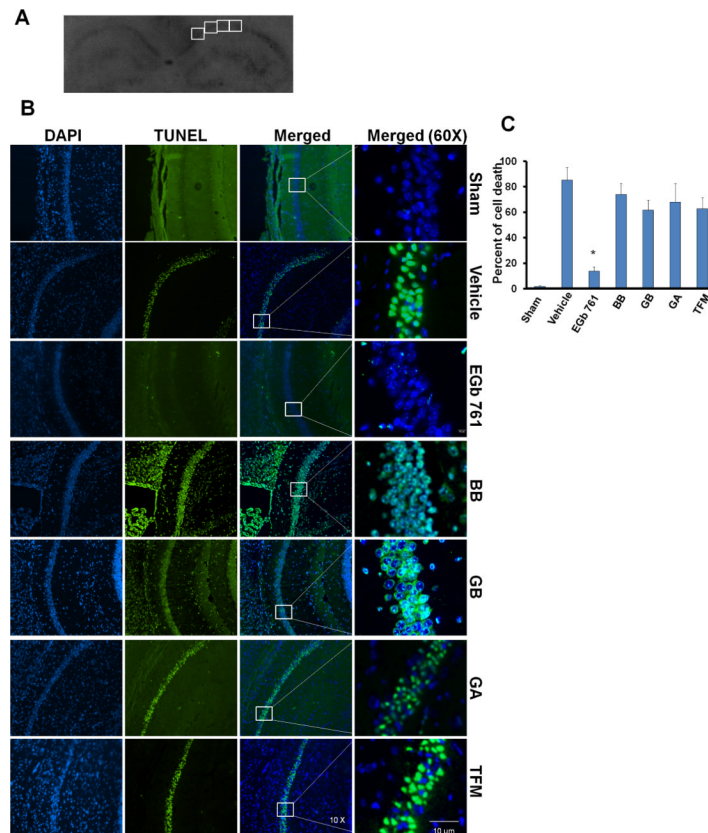 A
B
DAPI TUNEL Merged Merged (60X)
Sham
Vehicle
EGb 761
BB
GB
GA
TFM
10 X
10 µm
C
Percent of cell death
100
80
60
40
20
0
*
Sham
Vehicle
EGb 761
BB
GB
GA
TFM